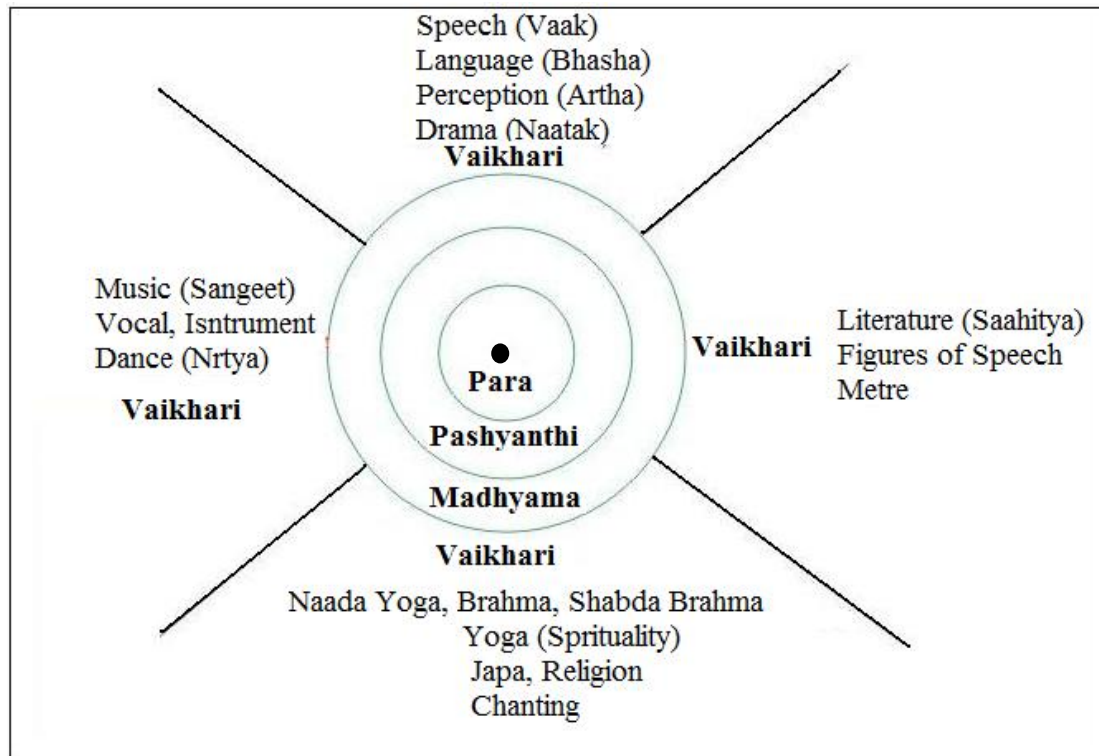 Speech (Vaak)
Language (Bhasha)
Perception (Artha)
Drama (Naatak)
Vaikhari
Music (Sangeet)
Vocal, Isntrument
Dance (Nrtya)
Vaikhari
Para
Pashyanthi
Madhyama
Vaikhari
Vaikhari
Literature (Saahitya)
Figures of Speech
Metre
Naada Yoga, Brahma, Shabda Brahma
Yoga (Sprituality)
Japa, Religion
Chanting